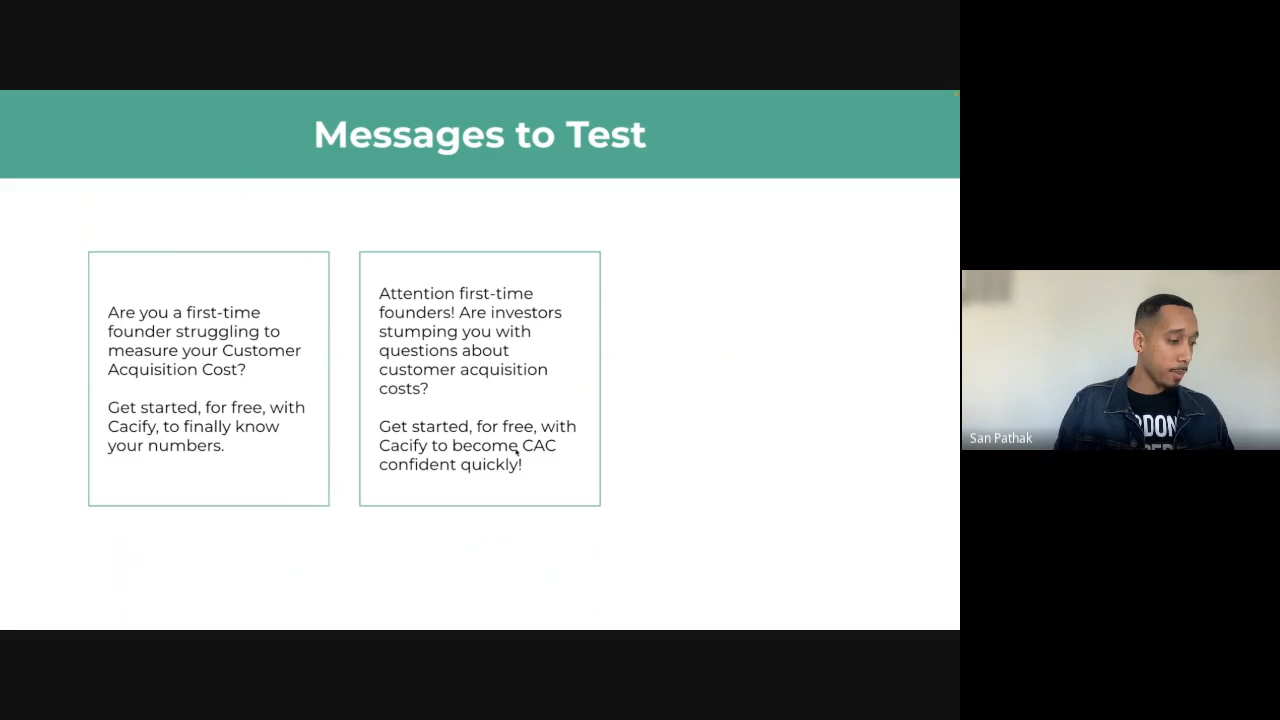 Messages to Test
Are you a first-time
founder struggling to
measure your Customer
Acquisition Cost?
Get started, for free, with
Cacify, to finally know
your numbers.
Attention first-time
founders! Are investors
stumping you with
questions about
customer acquisition
costs?
Get started, for free, with
Cacify to become CAC
confident quickly!
San Pathak